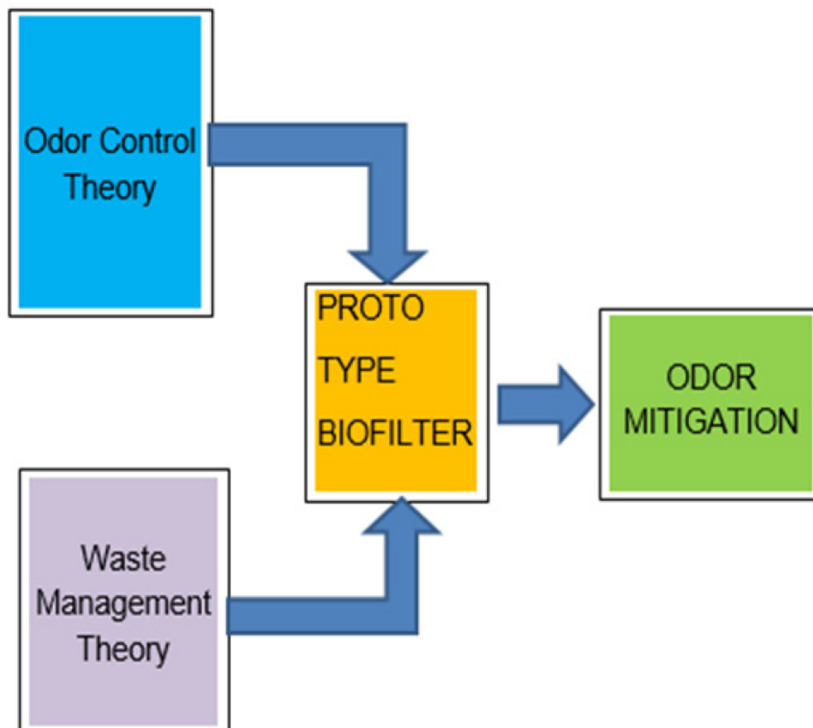 Odor Control
Theory
PROTO
TYPE
BIOFILTER
ODOR
MITIGATION
Waste
Management
Theory